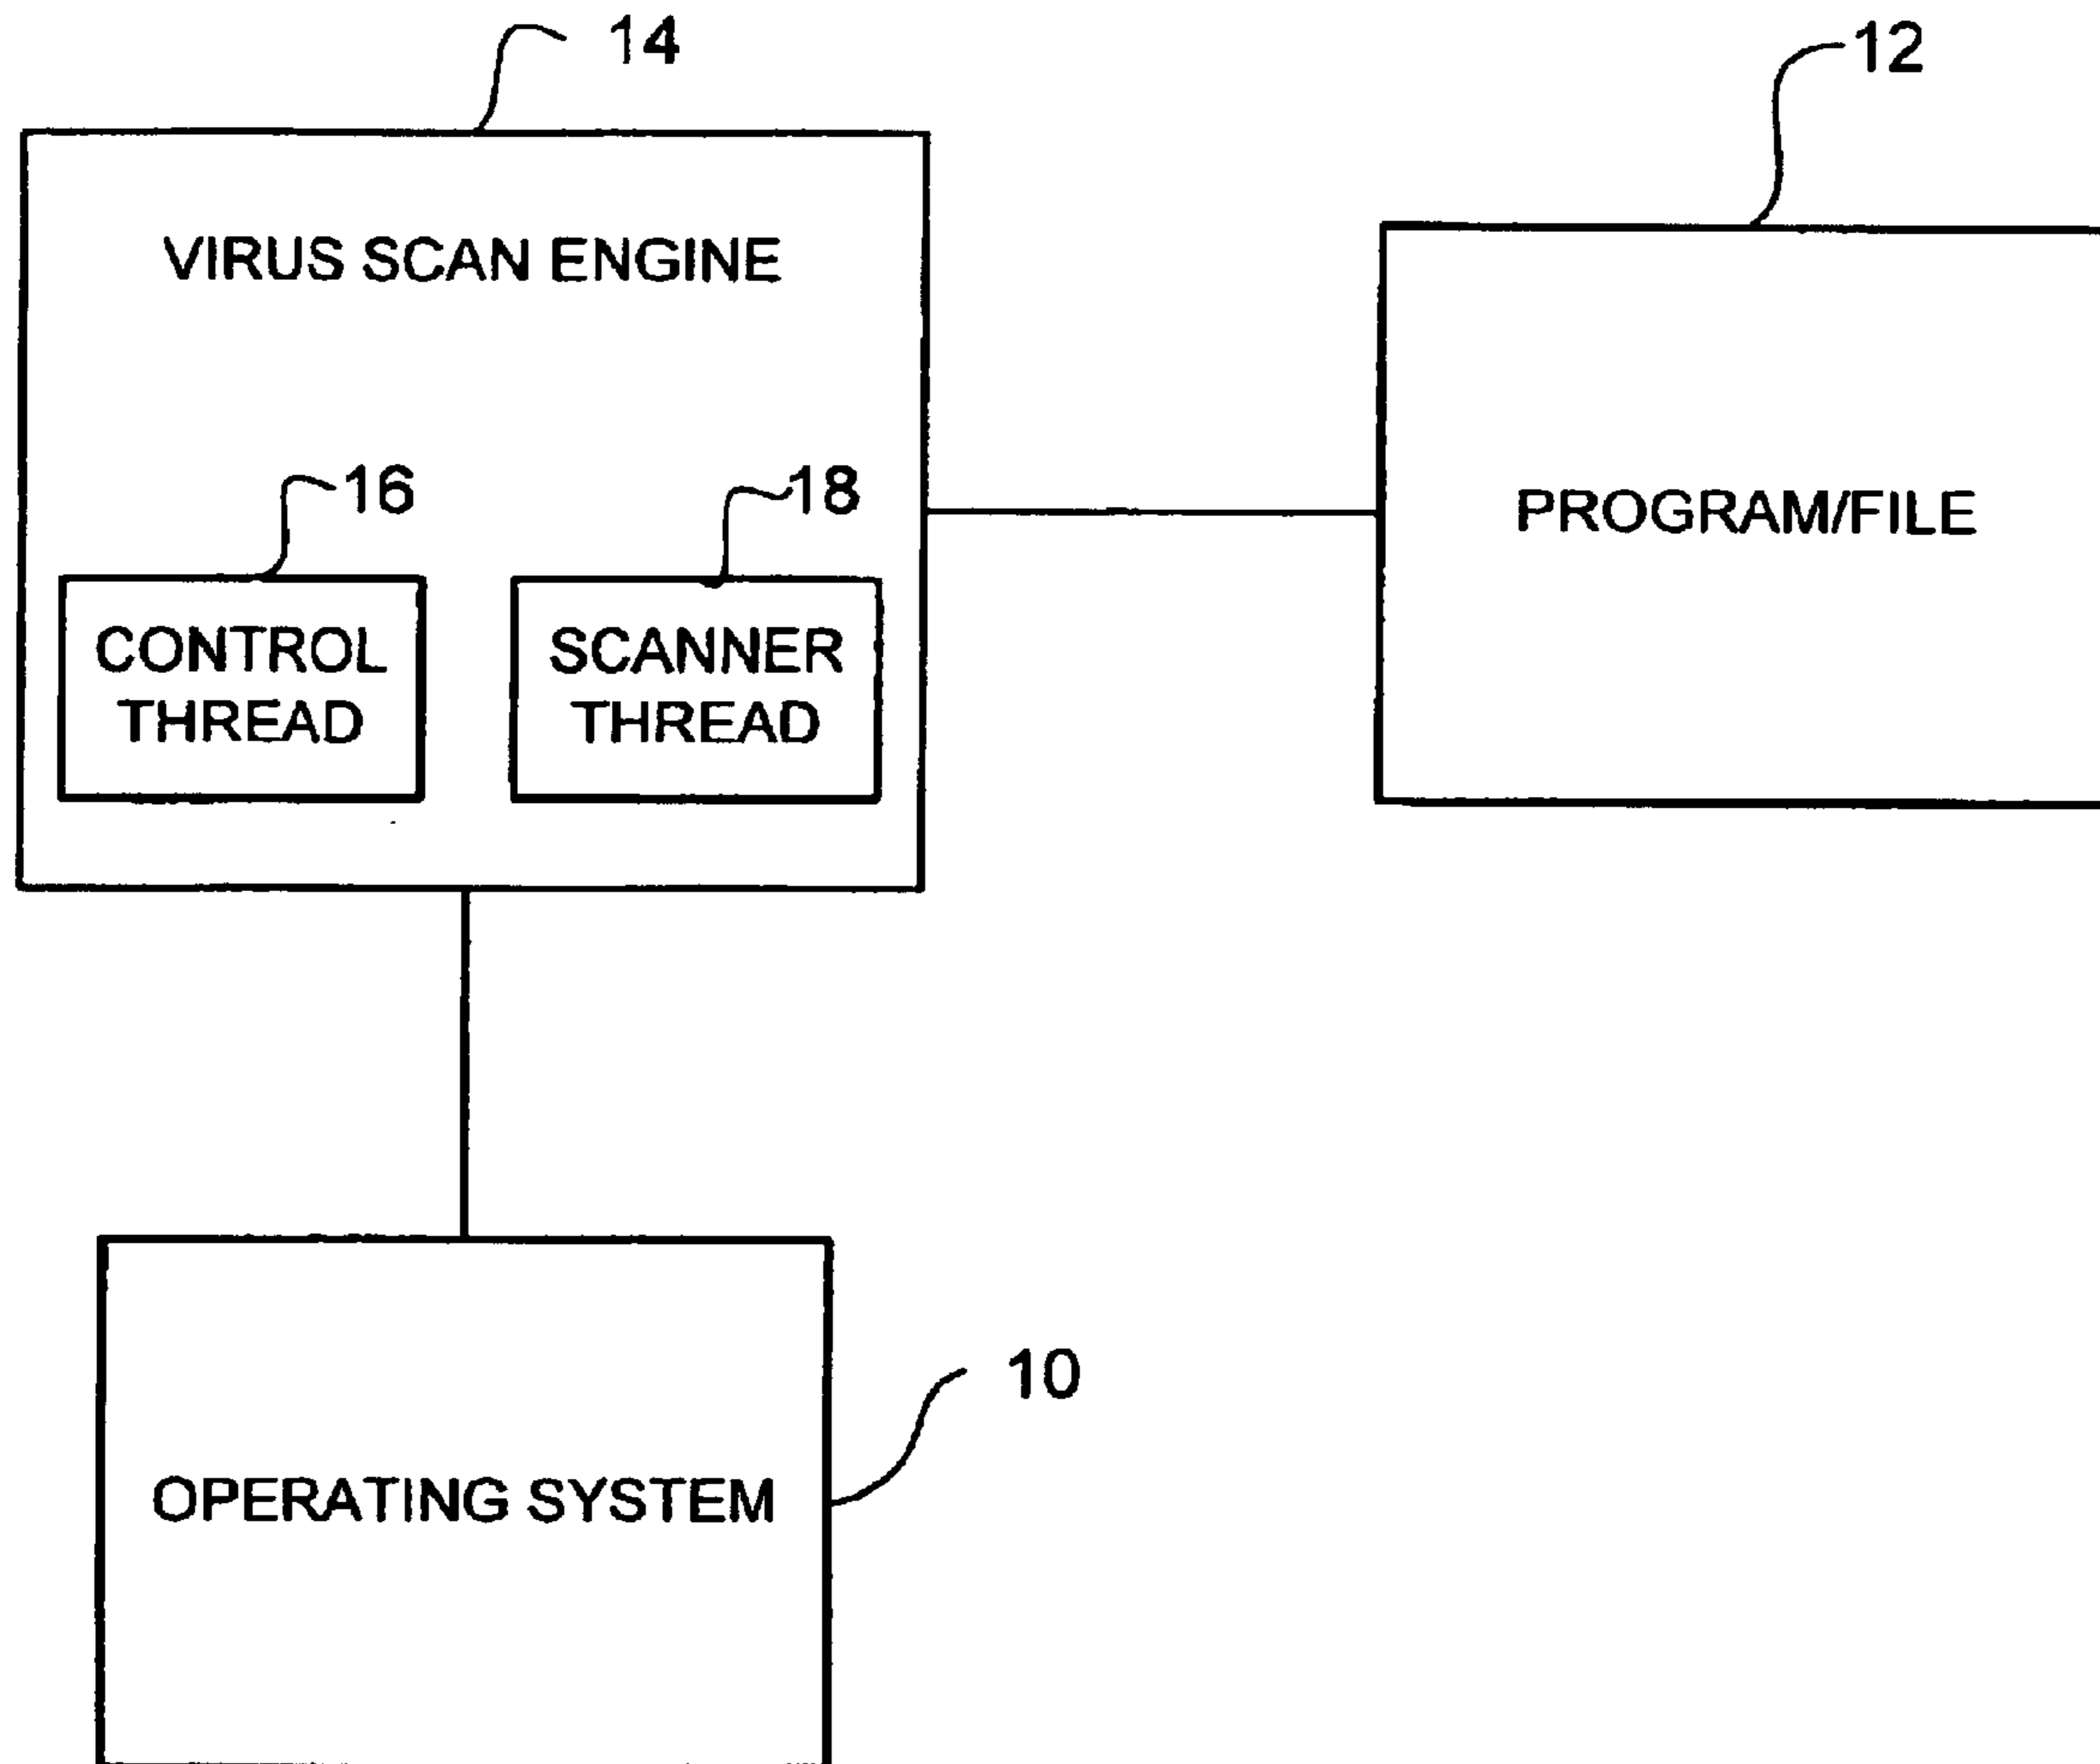 14
12
VIRUS SCAN ENGINE
16
18
PROGRAM/FILE
CONTROL
THREAD
SCANNER
THREAD
10
OPERATING SYSTEM